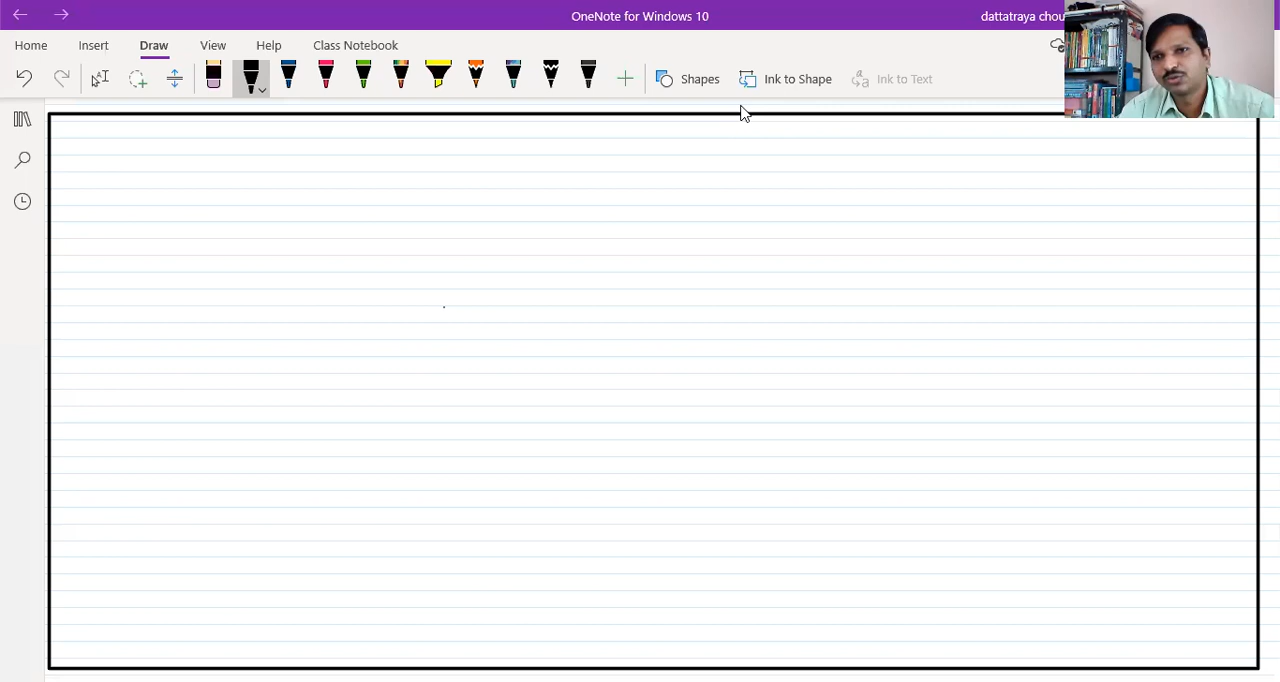 OneNote for Windows 10
dattatraya chou
Home Insert Draw View Help Class Notebook
Shapes Ink to Shape Ink to Text